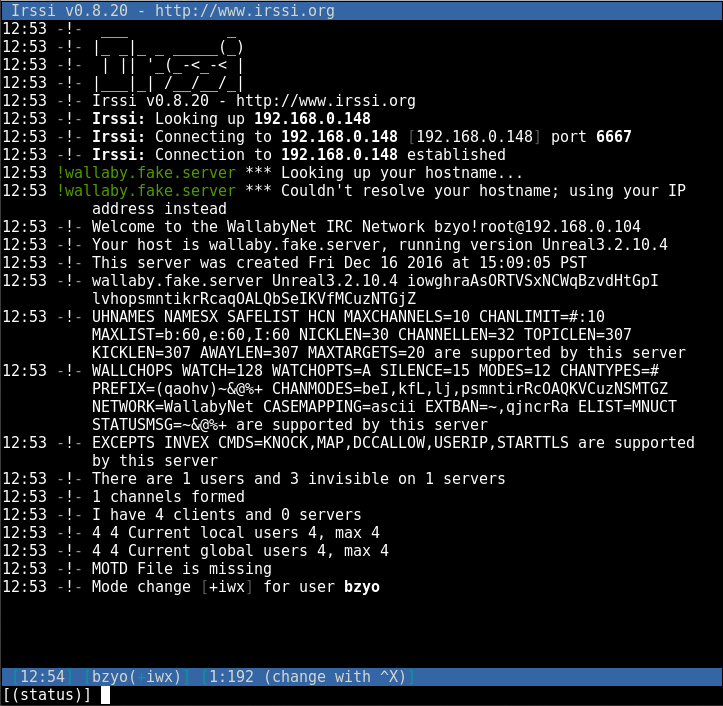 Irssi v0.8.20 - http://www.irssi.org
12:53 -!-  ___           _
12:53 -!- |_ _|_ _ _____(_)
12:53 -!-  | || '_(_-<_-< |
12:53 -!- |___|_| /__/__/_|
12:53 -!- Irssi v0.8.20 - http://www.irssi.org
12:53 -!- Irssi: Looking up 192.168.0.148
12:53 -!- Irssi: Connecting to 192.168.0.148 [192.168.0.148] port 6667
12:53 -!- Irssi: Connection to 192.168.0.148 established
12:53 !wallaby.fake.server *** Looking up your hostname...
12:53 !wallaby.fake.server *** Couldn't resolve your hostname; using your IP
address instead
12:53 -!- Welcome to the WallabyNet IRC Network bzyo!root@192.168.0.104
12:53 -!- Your host is wallaby.fake.server, running version Unreal3.2.10.4
12:53 -!- This server was created Fri Dec 16 2016 at 15:09:05 PST
12:53 -!- wallaby.fake.server Unreal3.2.10.4 iowghraAsORTVSxNCWqBzvdHtGpI
lvhopsmntikrRcaqOALQbSeIKVfMCuzNTGjZ
12:53 -!- UHNAMES NAMESX SAFELIST HCN MAXCHANNELS=10 CHANLIMIT=#:10
MAXLIST=b:60,e:60,I:60 NICKLEN=30 CHANNELLEN=32 TOPICLEN=307
KICKLEN=307 AWAYLEN=307 MAXTARGETS=20 are supported by this server
12:53 -!- WALLCHOPS WATCH=128 WATCHOPTS=A SILENCE=15 MODES=12 CHANTYPES=#
PREFIX=(qaohv)~&@%+ CHANMODES=beI,kfL,lj,psmntirRcOAQKVCuzNSMTGZ
NETWORK=WallabyNet CASEMAPPING=ascii EXTBAN=~,qjncrRa ELIST=MNUCT
STATUSMSG=~&@%+ are supported by this server
12:53 -!- EXCEPTS INVEX CMDS=KNOCK,MAP,DCCALLOW,USERIP,STARTTLS are supported
by this server
12:53 -!- There are 1 users and 3 invisible on 1 servers
12:53 -!- 1 channels formed
12:53 -!- I have 4 clients and 0 servers
12:53 -!- 4 4 Current local users 4, max 4
12:53 -!- 4 4 Current global users 4, max 4
12:53 -!- MOTD File is missing
12:53 -!- Mode change [+iwx] for user bzyo
[12:54] [bzyo(+iwx)] [1:192 (change with ^X)]
[(status)]